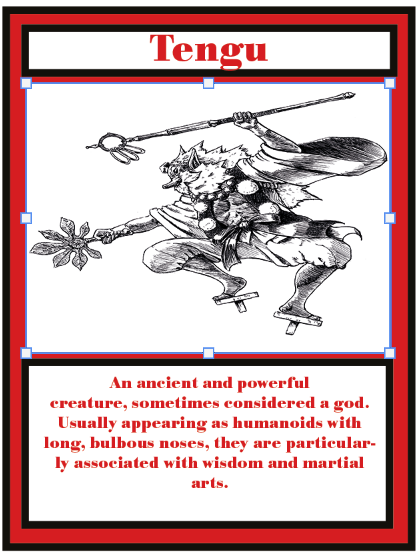 Tengu
An ancient and powerful
creature, sometimes considered a god.
Usually appearing as humanoids with
long, bulbous noses, they are particular-
ly associated with wisdom and martial
arts.